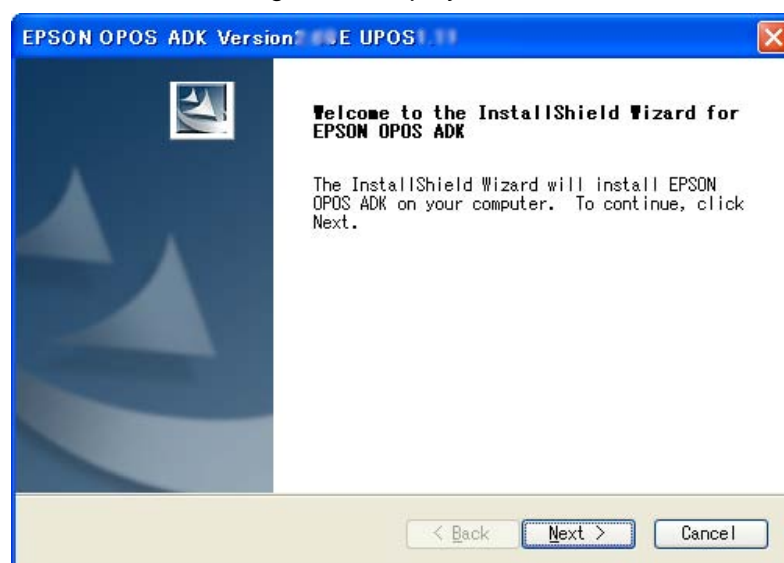 EPSON OPOS ADK Version E UPOS
Welcome to the InstallShield Wizard for
EPSON OPOS ADK
The InstallShield Wizard will install EPSON
OPOS ADK on your computer. To continue, click
Next.
< Back
Next >
Cancel